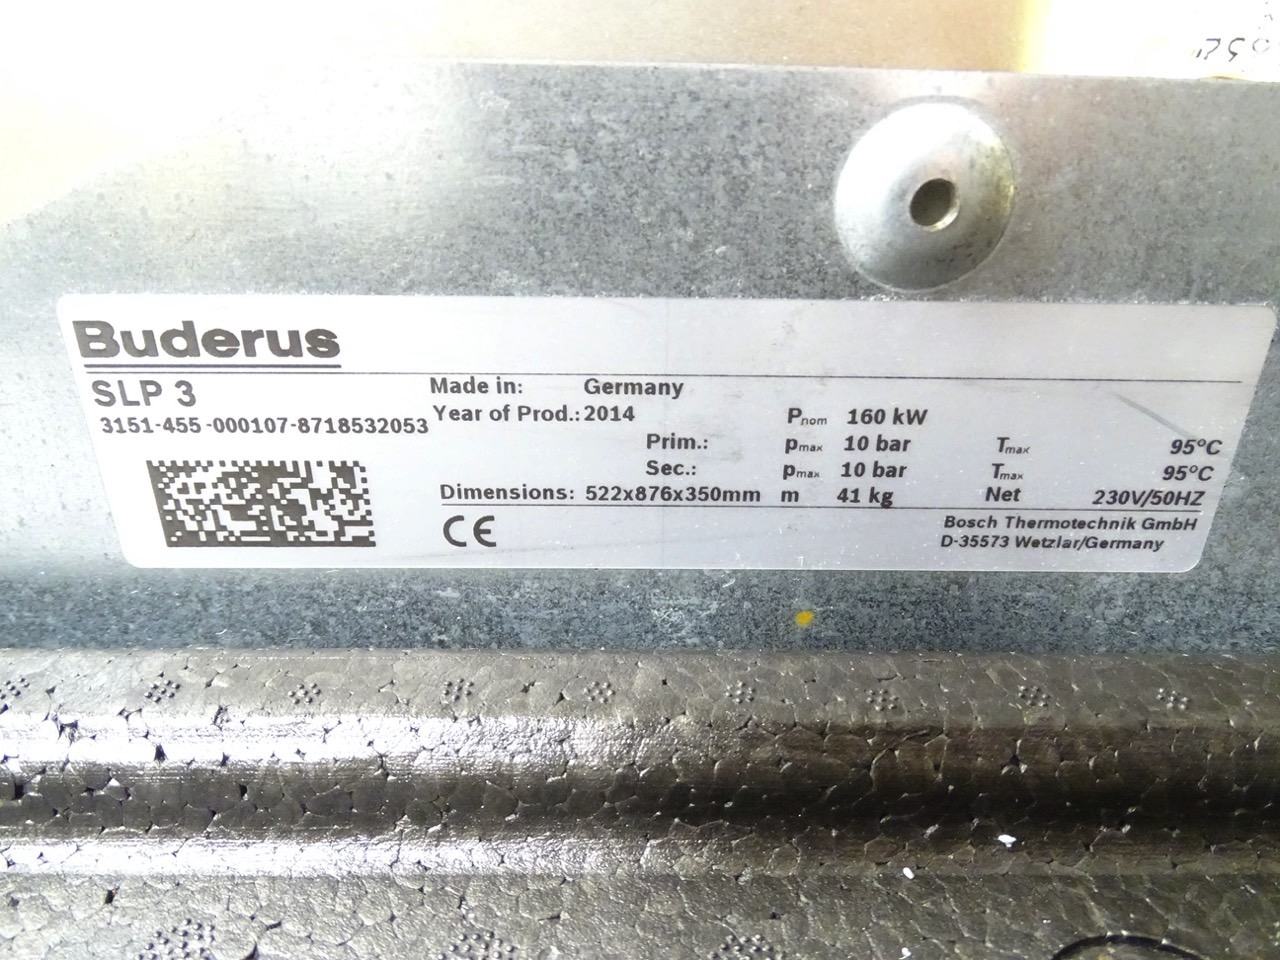 Buderus
SLP 3
3151-455-000107-8718532053
Made in: Germany
Year of Prod.: 2014 Pnom 160 kW
Prim.: pmax 10 bar Tmax 95°C
Sec.: pmax 10 bar Tmax 95°C
Dimensions: 522x876x350mm m 41 kg Net 230V/50HZ
CE
Bosch Thermotechnik GmbH
D-35573 Wetzlar/Germany